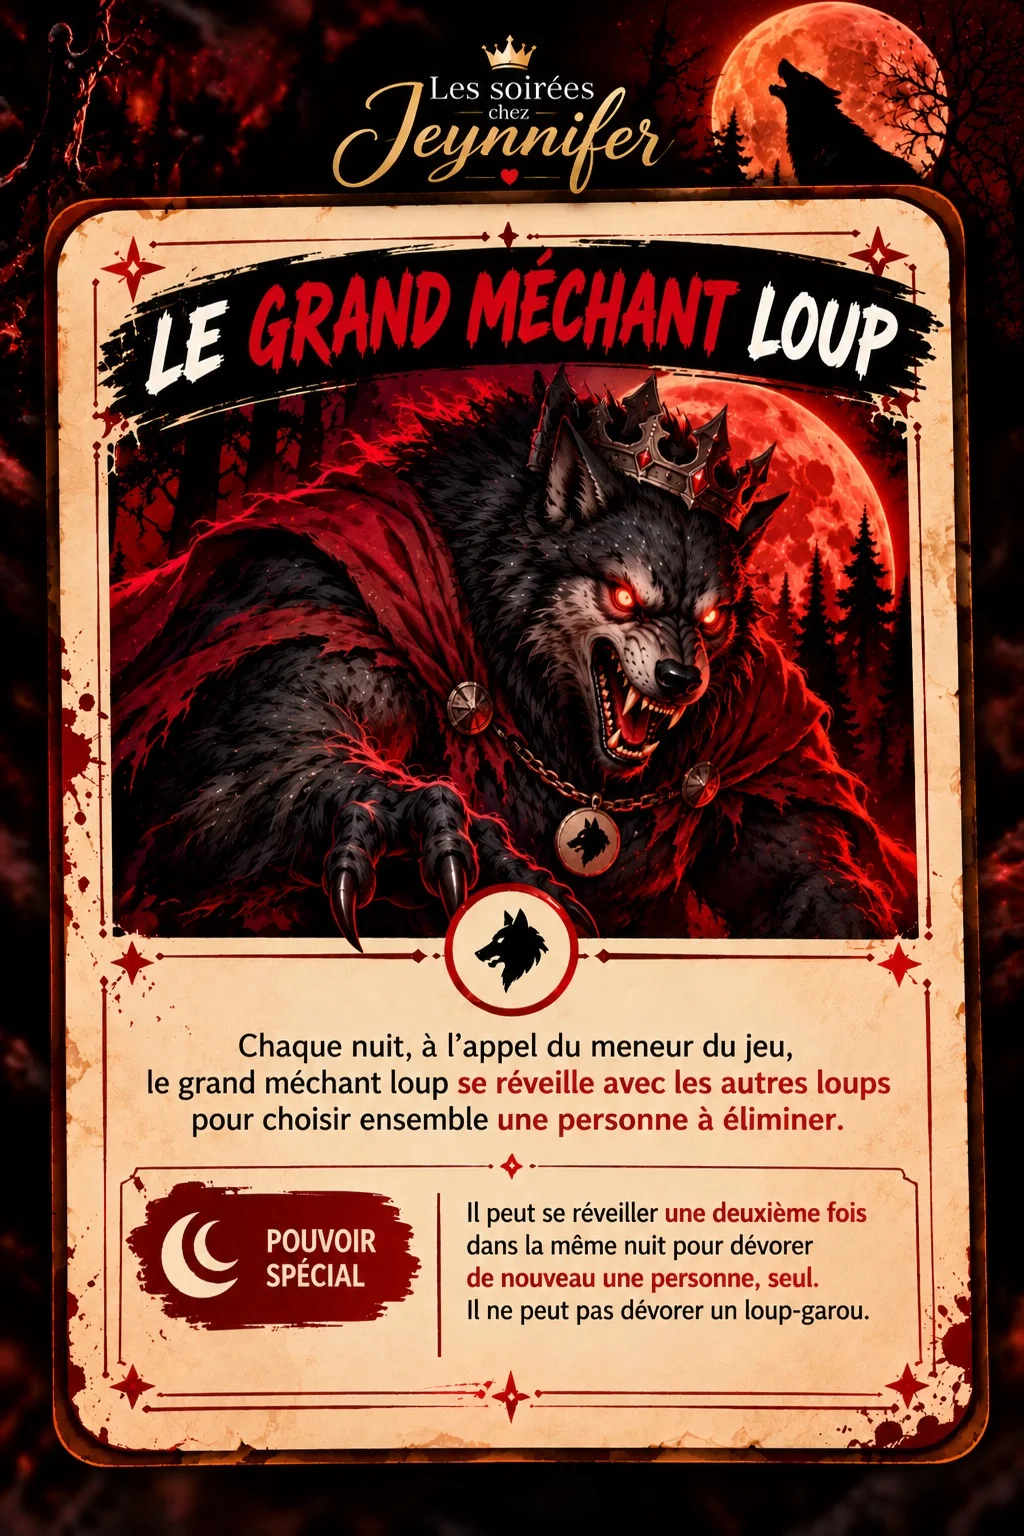 Les soirées
chez
Jeynnifer
LE GRAND MÉCHANT LOUP
Chaque nuit, à l’appel du meneur du jeu,
le grand méchant loup se réveille avec les autres loups
pour choisir ensemble une personne à éliminer.
POUVOIR
SPÉCIAL
Il peut se réveiller une deuxième fois
dans la même nuit pour dévorer
de nouveau une personne, seul.
Il ne peut pas dévorer un loup-garou.